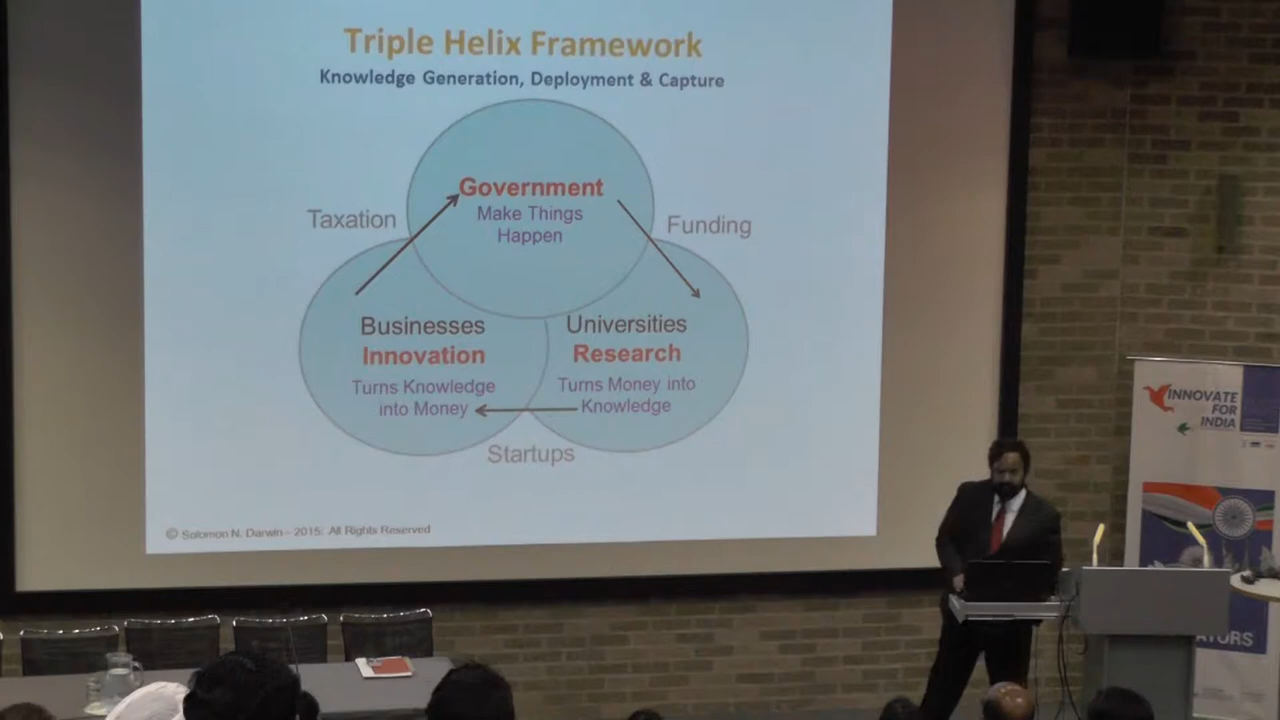 Triple Helix Framework
Knowledge Generation, Deployment & Capture
Government
Make Things
Happen
Taxation
Funding
Businesses
Innovation
Turns Knowledge
into Money
Universities
Research
Turns Money into
Knowledge
Startups
© Solomon N. Darwin – 2015. All Rights Reserved
INNOVATE
FOR
INDIA